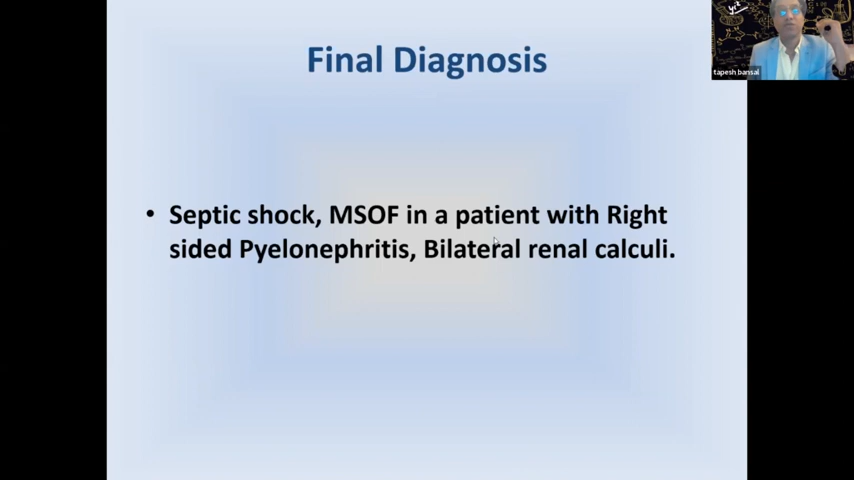 Final Diagnosis
tapesh bansal
• Septic shock, MSOF in a patient with Right
sided Pyelonephritis, Bilateral renal calculi.